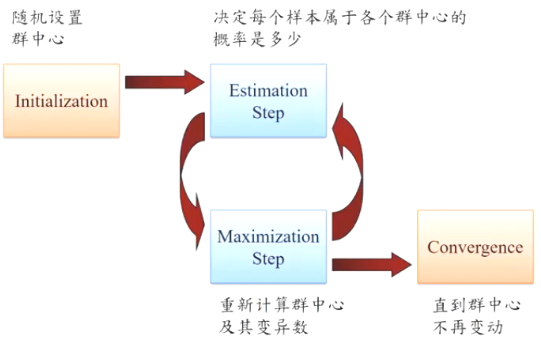 随机设置
群中心
决定每个样本属于各个群中心的
概率是多少
Initialization
Estimation
Step
Maximization
Step
Convergence
重新计算群中心
及其变异数
直到群中心
不再变动